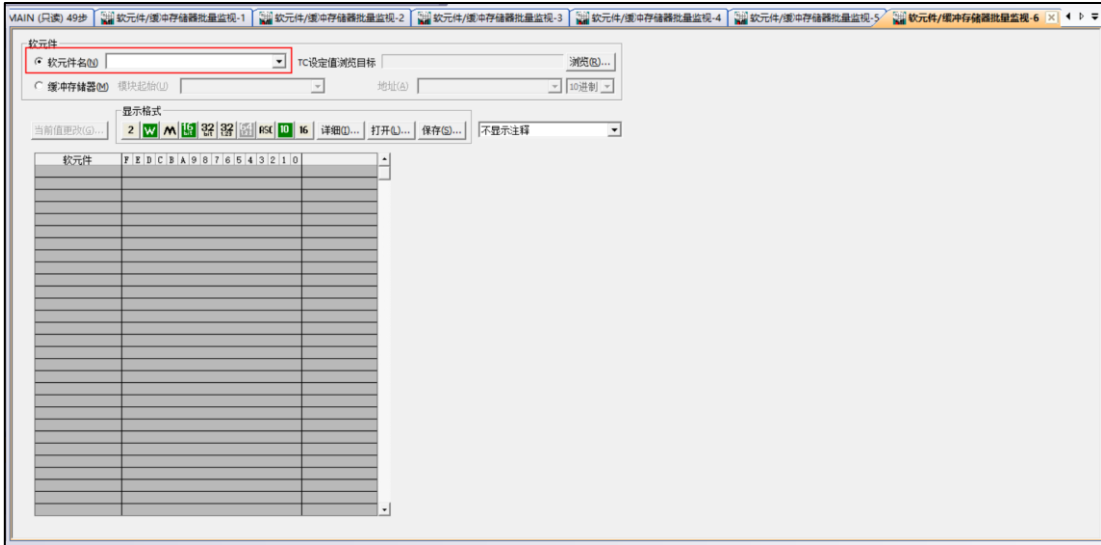 MAIN (只读) 49步 软元件/缓冲存储器批量监视-1 软元件/缓冲存储器批量监视-2 软元件/缓冲存储器批量监视-3 软元件/缓冲存储器批量监视-4 软元件/缓冲存储器批量监视-5 软元件/缓冲存储器批量监视-6
软元件
软元件名(N) TC设定值浏览目标 浏览(R)...
缓冲存储器(M) 模块起始(U) 地址(A) 10进制
显示格式
当前值更改(G)... 2 W M 16 BIT 32 BIT 32 ASC 10 16 详细(I)... 打开(L)... 保存(S)... 不显示注释
软元件 F E D C B A 9 8 7 6 5 4 3 2 1 0